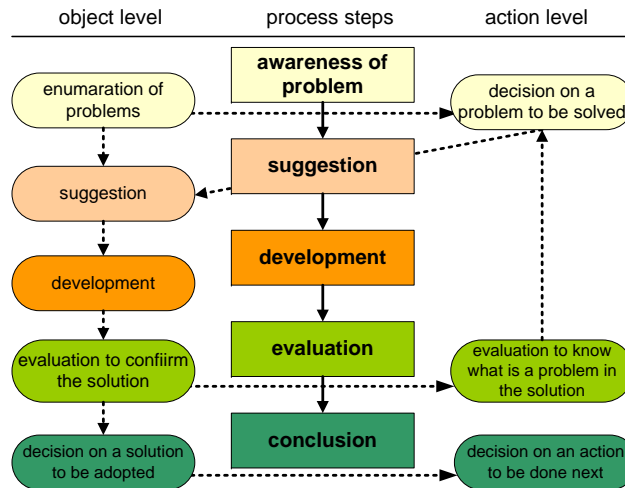 object level
process steps
action level
awareness of
problem
enumaration of
problems
decision on a
problem to be solved
suggestion
suggestion
development
development
evaluation
evaluation to confiirm
the solution
evaluation to know
what is a problem in
the solution
conclusion
decision on a solution
to be adopted
decision on an action
to be done next